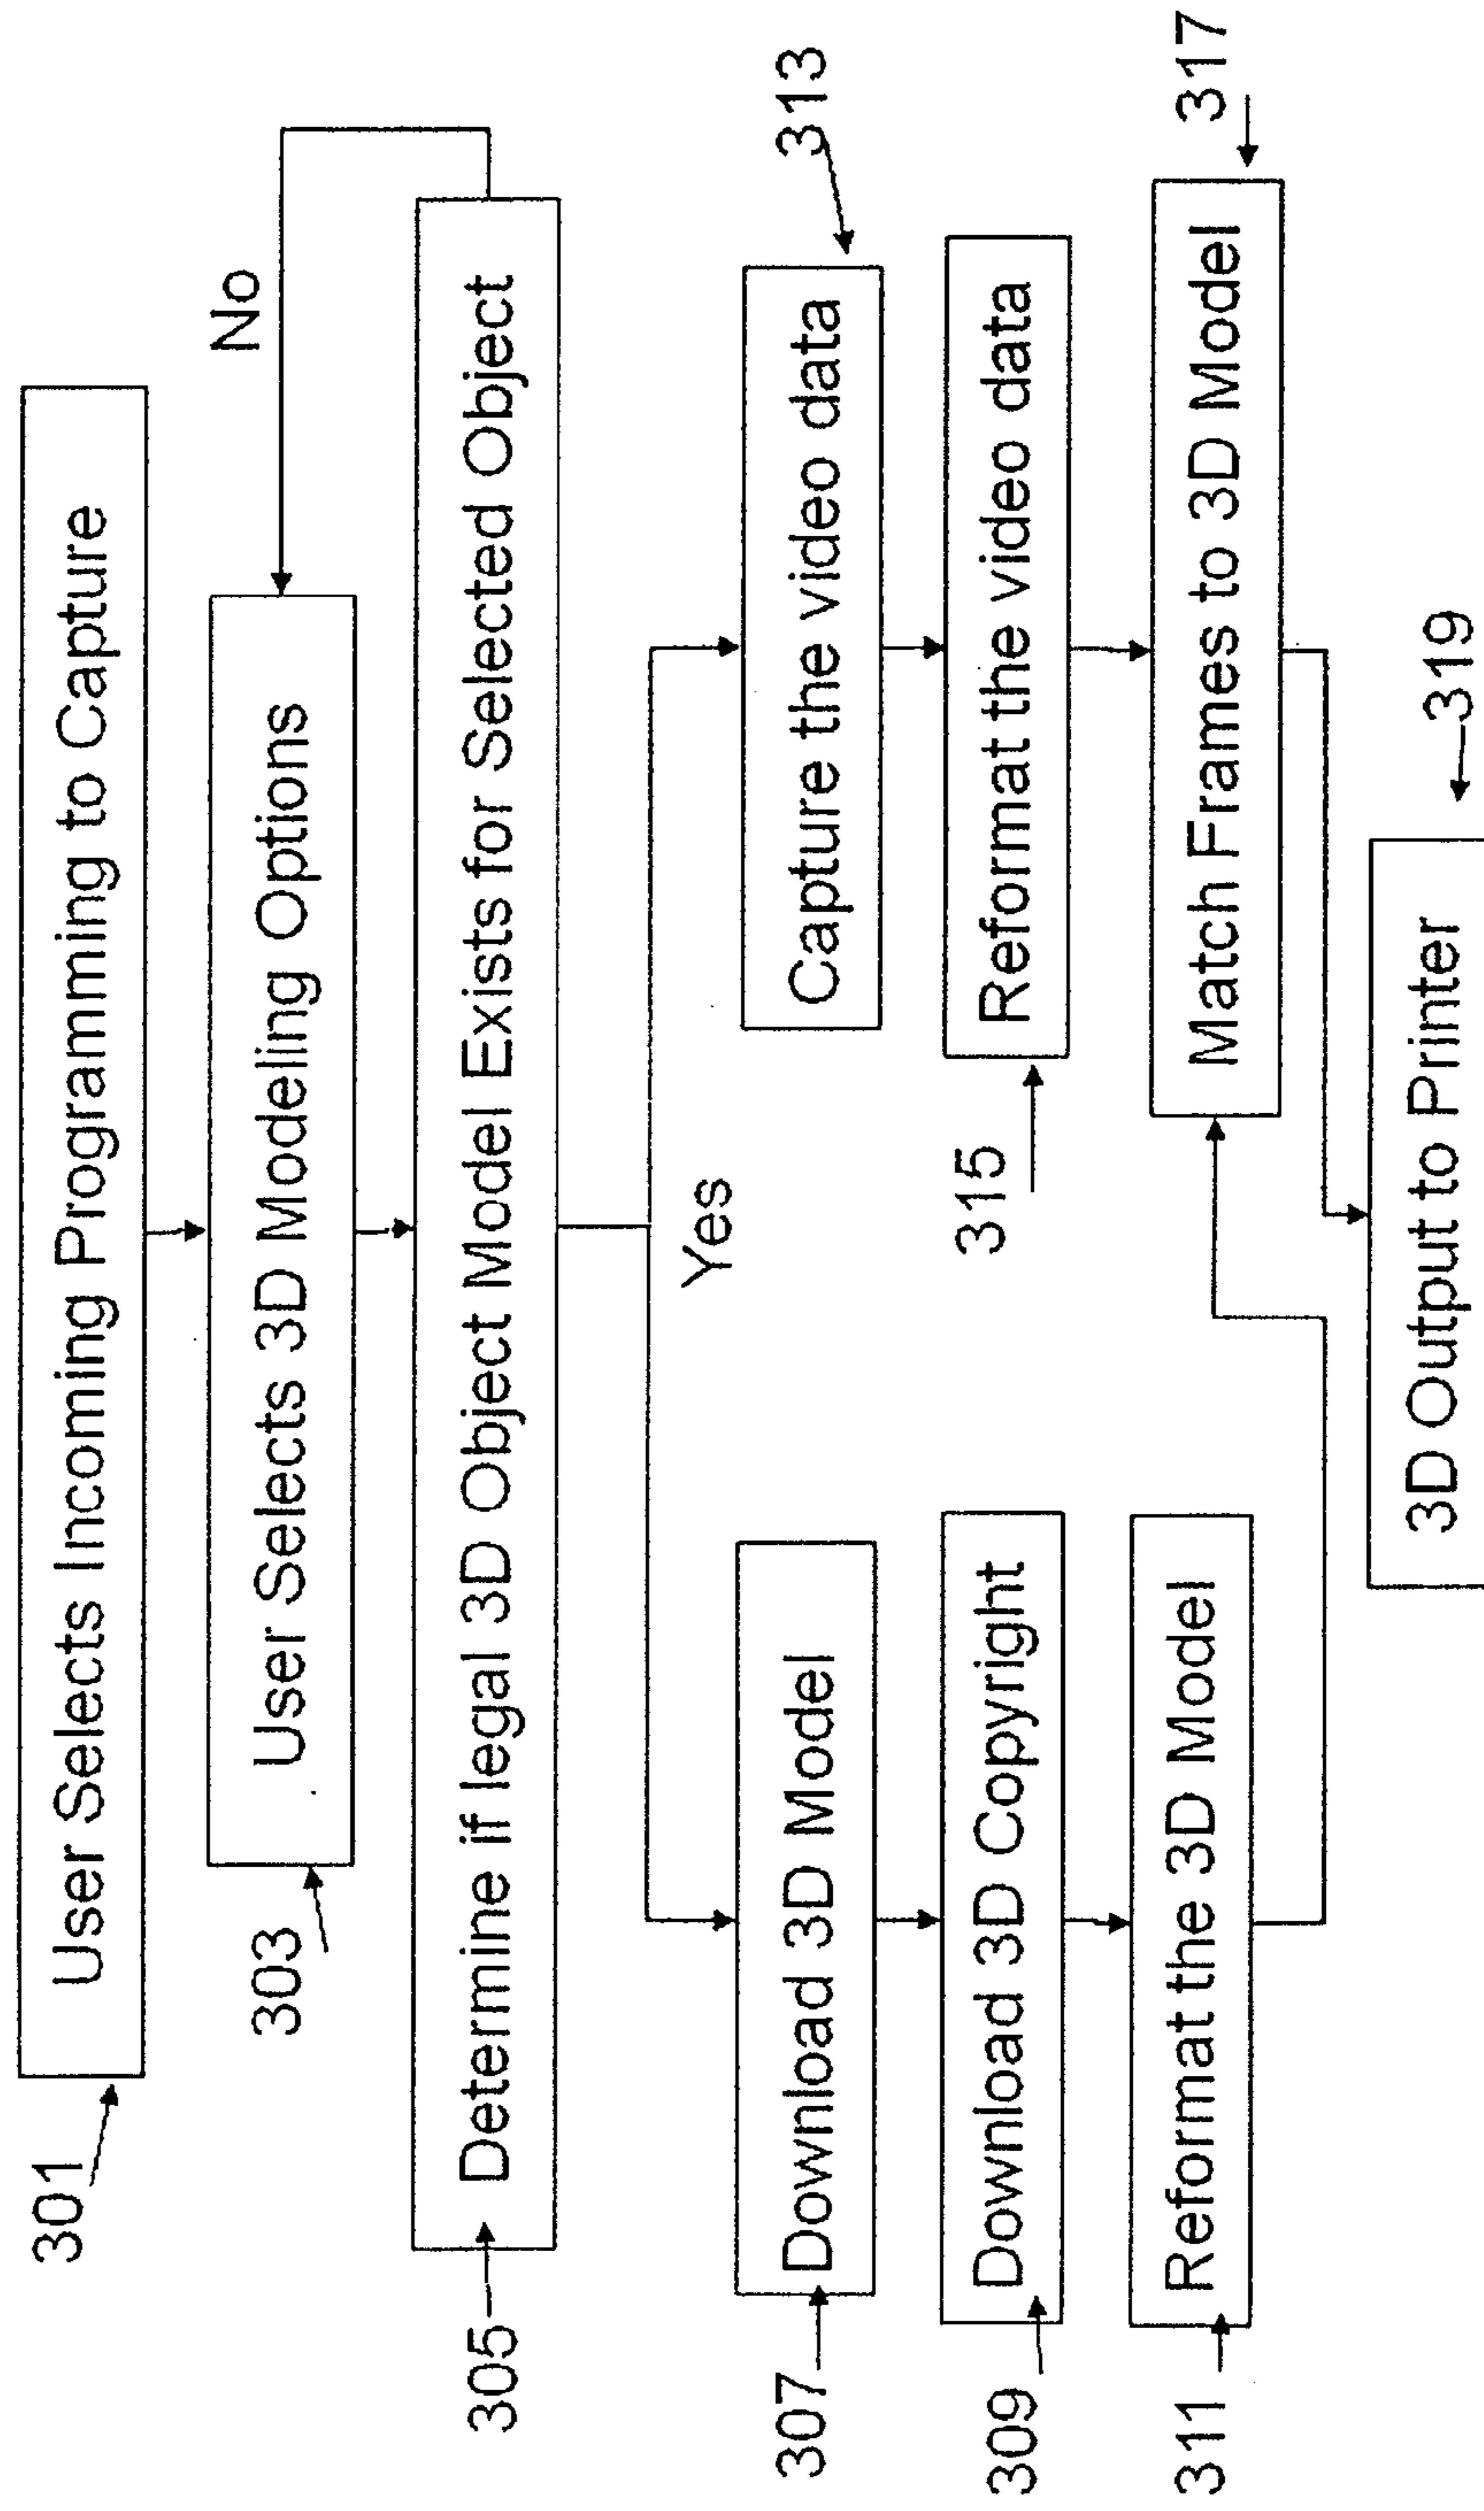 301
User Selects Incoming Programming to Capture
No
303
User Selects 3D Modeling Options
305
Determine if legal 3D Object Model Exists for Selected Object
Yes
307
Download 3D Model
Capture the video data
313
309
Download 3D Copyright
315
Reformat the video data
311
Reformat the 3D Model
Match Frames to 3D Model
317
3D Output to Printer
319